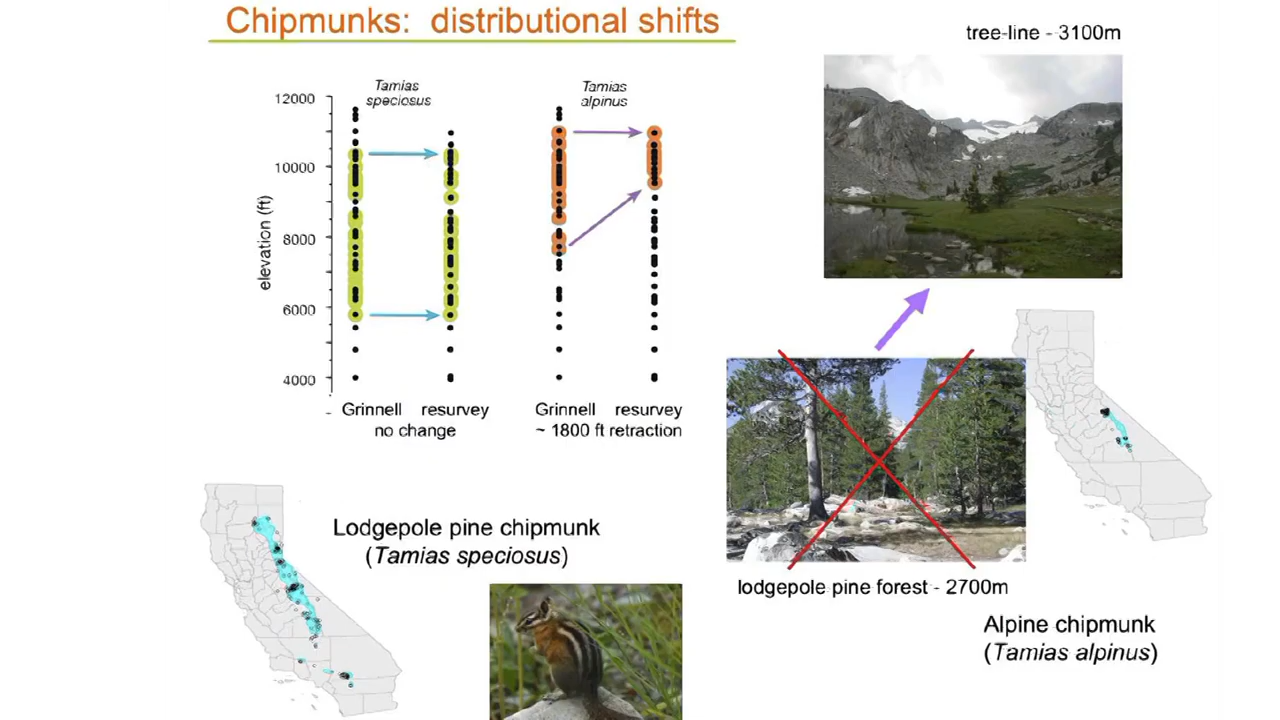 Chipmunks: distributional shifts
tree-line - 3100m
Tamias
speciosus
Tamias
alpinus
12000
10000
8000
6000
4000
elevation (ft)
Grinnell resurvey
no change
Grinnell resurvey
~ 1800 ft retraction
Lodgepole pine chipmunk
(Tamias speciosus)
lodgepole pine forest - 2700m
Alpine chipmunk
(Tamias alpinus)